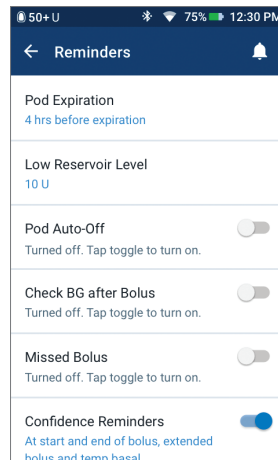 50+ U 75% 12:30 PM
Reminders
Pod Expiration
4 hrs before expiration
Low Reservoir Level
10 U
Pod Auto-Off
Turned off. Tap toggle to turn on.
Check BG after Bolus
Turned off. Tap toggle to turn on.
Missed Bolus
Turned off. Tap toggle to turn on.
Confidence Reminders
At start and end of bolus, extended
bolus and temp basal